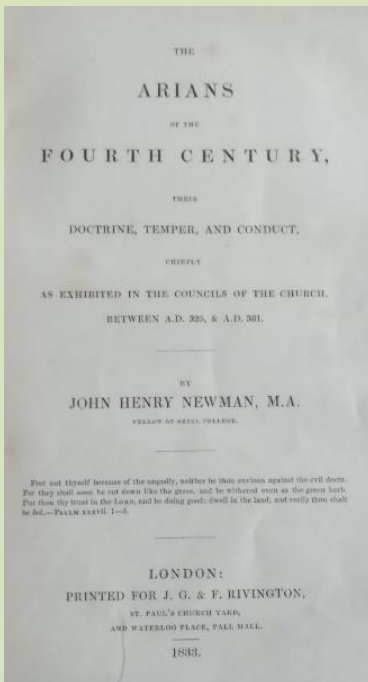 THE
ARIANS
OF THE
FOURTH CENTURY,
THEIR
DOCTRINE, TEMPER, AND CONDUCT,
CHIEFLY
AS EXHIBITED IN THE COUNCILS OF THE CHURCH,
BETWEEN A.D. 325, & A.D. 381.
BY
JOHN HENRY NEWMAN, M.A.
FELLOW OF ORIEL COLLEGE.
Fret not thyself because of the ungodly, neither be thou envious against the evil doers.
For they shall soon be cut down like the grass, and be withered even as the green herb.
Put thou thy trust in the LORD, and be doing good: dwell in the land, and verily thou shalt
be fed.—PSALM xxxvii. 1—3.
LONDON:
PRINTED FOR J. G. & F. RIVINGTON,
ST. PAUL'S CHURCH YARD,
AND WATERLOO PLACE, PALL MALL.
1833.